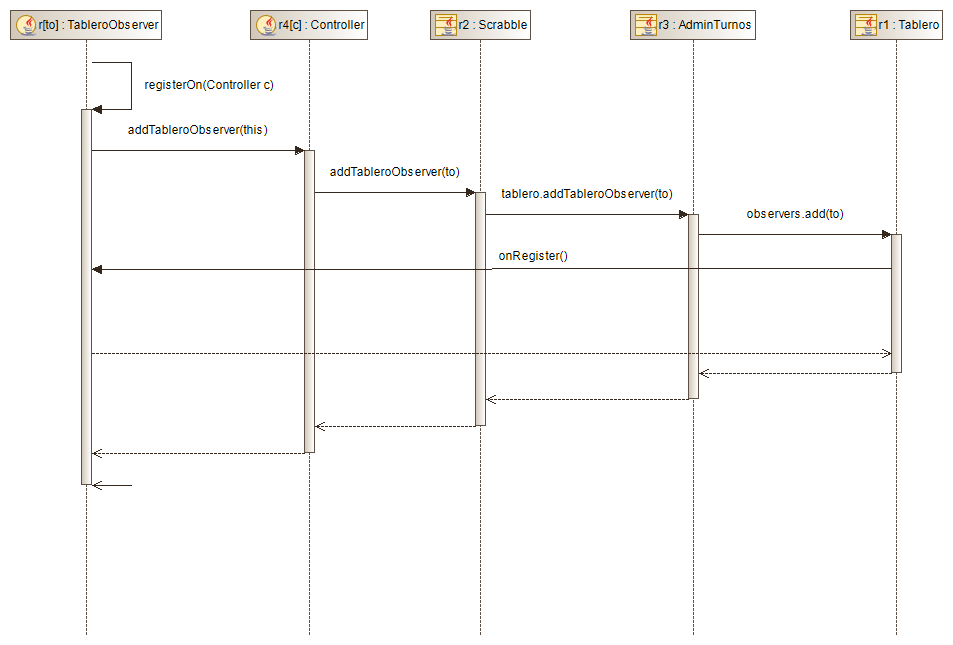 r[to] : TableroObserver
r4[c] : Controller
r2 : Scrabble
r3 : AdminTurnos
r1 : Tablero
registerOn(Controller c)
addTableroObserver(this)
addTableroObserver(to)
tablero.addTableroObserver(to)
observers.add(to)
onRegister()